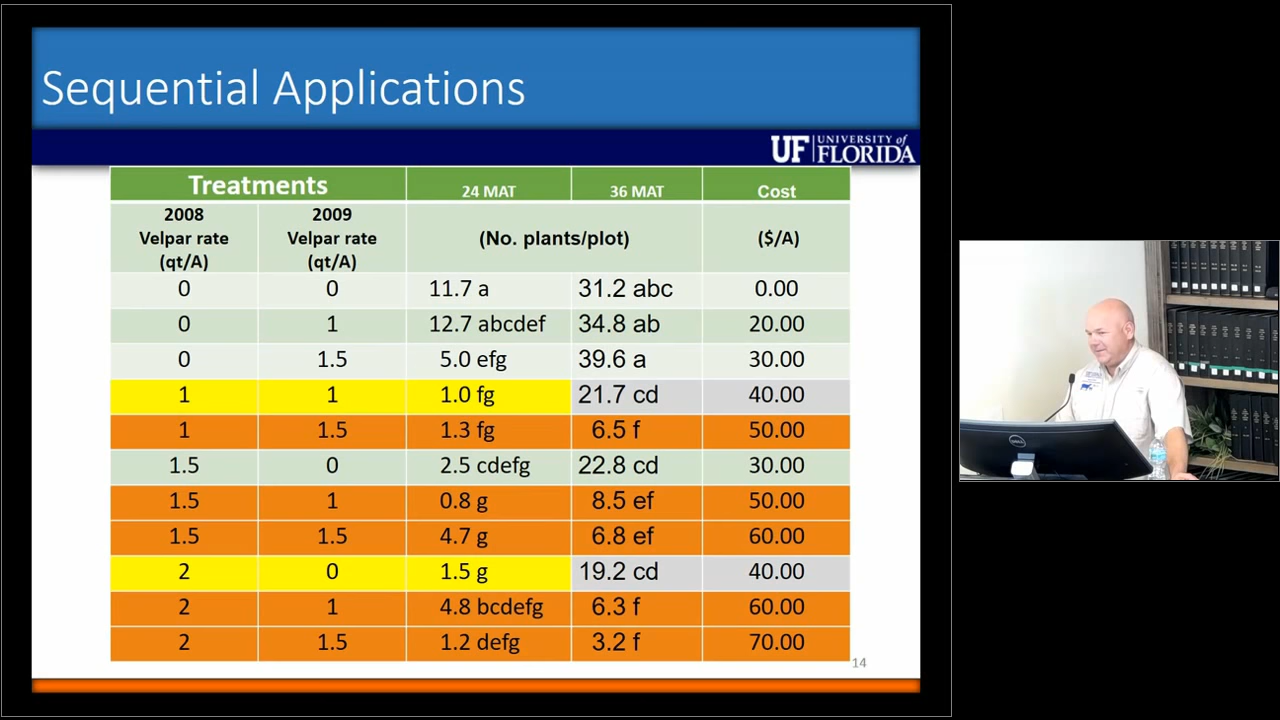 Sequential Applications
UF UNIVERSITY of FLORIDA
Treatments 24 MAT 36 MAT Cost
2008 Velpar rate (qt/A) 2009 Velpar rate (qt/A) (No. plants/plot) ($/A)
0 0 11.7 a 31.2 abc 0.00
0 1 12.7 abcdef 34.8 ab 20.00
0 1.5 5.0 efg 39.6 a 30.00
1 1 1.0 fg 21.7 cd 40.00
1 1.5 1.3 fg 6.5 f 50.00
1.5 0 2.5 cdefg 22.8 cd 30.00
1.5 1 0.8 g 8.5 ef 50.00
1.5 1.5 4.7 g 6.8 ef 60.00
2 0 1.5 g 19.2 cd 40.00
2 1 4.8 bcdefg 6.3 f 60.00
2 1.5 1.2 defg 3.2 f 70.00
14
DELL